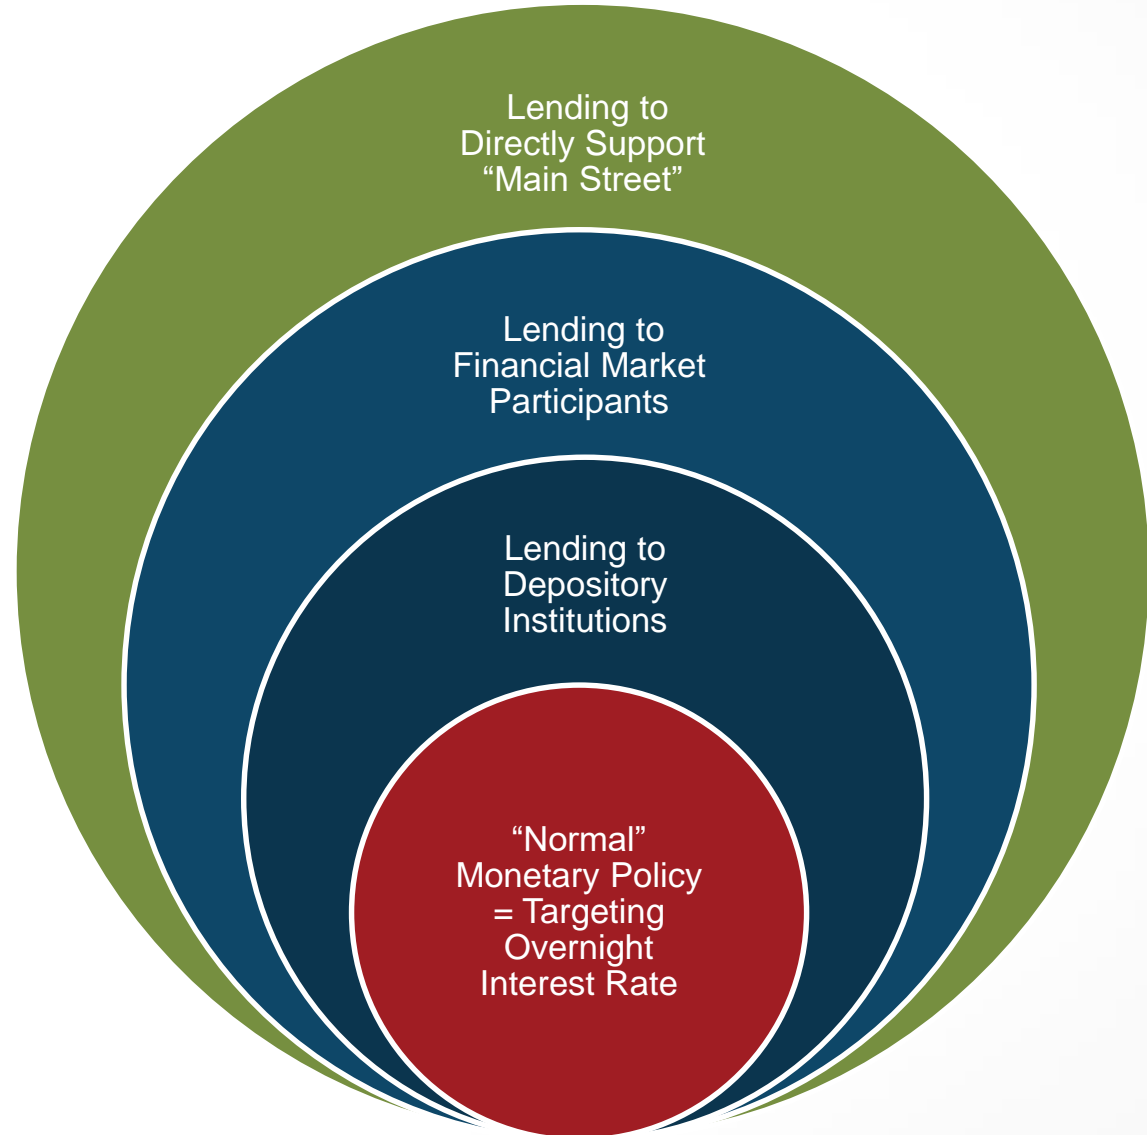 Lending to
Directly Support
“Main Street”
Lending to
Financial Market
Participants
Lending to
Depository
Institutions
“Normal”
Monetary Policy
= Targeting
Overnight
Interest Rate